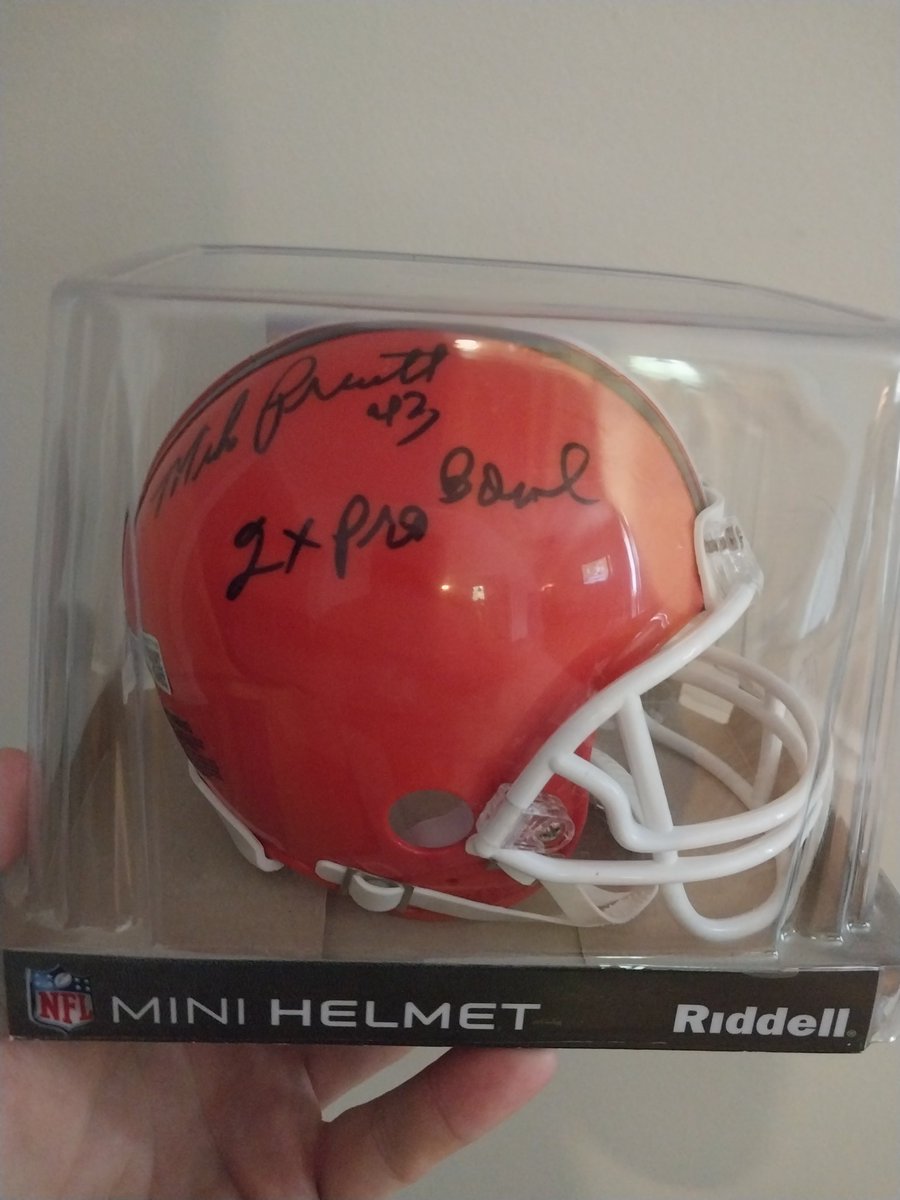 Mike Pruitt
43
2x Pro Bowl
NFL MINI HELMET Riddell